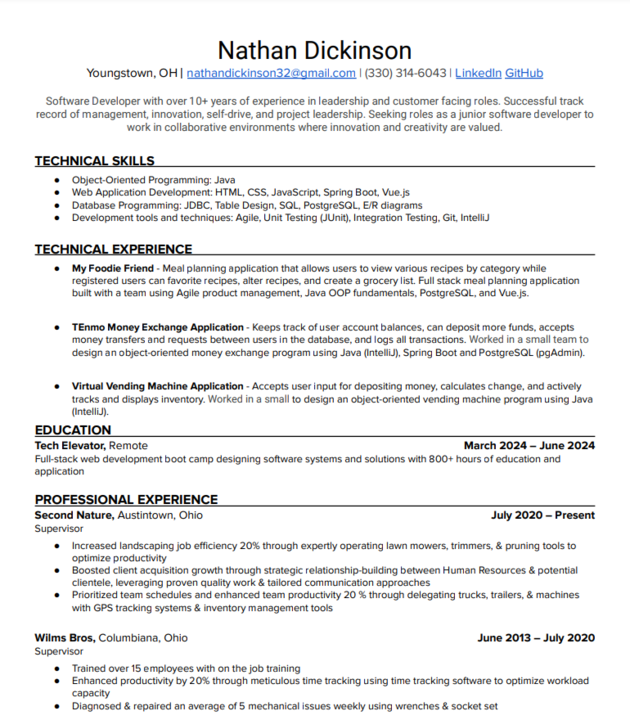 Nathan Dickinson
Youngstown, OH | nathandickinson32@gmail.com | (330) 314-6043 | LinkedIn GitHub
Software Developer with over 10+ years of experience in leadership and customer facing roles. Successful track
record of management, innovation, self-drive, and project leadership. Seeking roles as a junior software developer to
work in collaborative environments where innovation and creativity are valued.
TECHNICAL SKILLS
● Object-Oriented Programming: Java
● Web Application Development: HTML, CSS, JavaScript, Spring Boot, Vue.js
● Database Programming: JDBC, Table Design, SQL, PostgreSQL, E/R diagrams
● Development tools and techniques: Agile, Unit Testing (JUnit), Integration Testing, Git, IntelliJ
TECHNICAL EXPERIENCE
● My Foodie Friend - Meal planning application that allows users to view various recipes by category while
registered users can favorite recipes, alter recipes, and create a grocery list. Full stack meal planning application
built with a team using Agile product management, Java OOP fundamentals, PostgreSQL, and Vue.js.
● TEnmo Money Exchange Application - Keeps track of user account balances, can deposit more funds, accepts
money transfers and requests between users in the database, and logs all transactions. Worked in a small team to
design an object-oriented money exchange program using Java (IntelliJ), Spring Boot and PostgreSQL (pgAdmin).
● Virtual Vending Machine Application - Accepts user input for depositing money, calculates change, and actively
tracks and displays inventory. Worked in a small to design an object-oriented vending machine program using Java
(IntelliJ).
EDUCATION
Tech Elevator, Remote March 2024 – June 2024
Full-stack web development boot camp designing software systems and solutions with 800+ hours of education and
application
PROFESSIONAL EXPERIENCE
Second Nature, Austintown, Ohio July 2020 – Present
Supervisor
● Increased landscaping job efficiency 20% through expertly operating lawn mowers, trimmers, & pruning tools to
optimize productivity
● Boosted client acquisition growth through strategic relationship-building between Human Resources & potential
clientele, leveraging proven quality work & tailored communication approaches
● Prioritized team schedules and enhanced team productivity 20 % through delegating trucks, trailers, & machines
with GPS tracking systems & inventory management tools
Wilms Bros, Columbiana, Ohio June 2013 – July 2020
Supervisor
● Trained over 15 employees with on the job training
● Enhanced productivity by 20% through meticulous time tracking using time tracking software to optimize workload
capacity
● Diagnosed & repaired an average of 5 mechanical issues weekly using wrenches & socket set